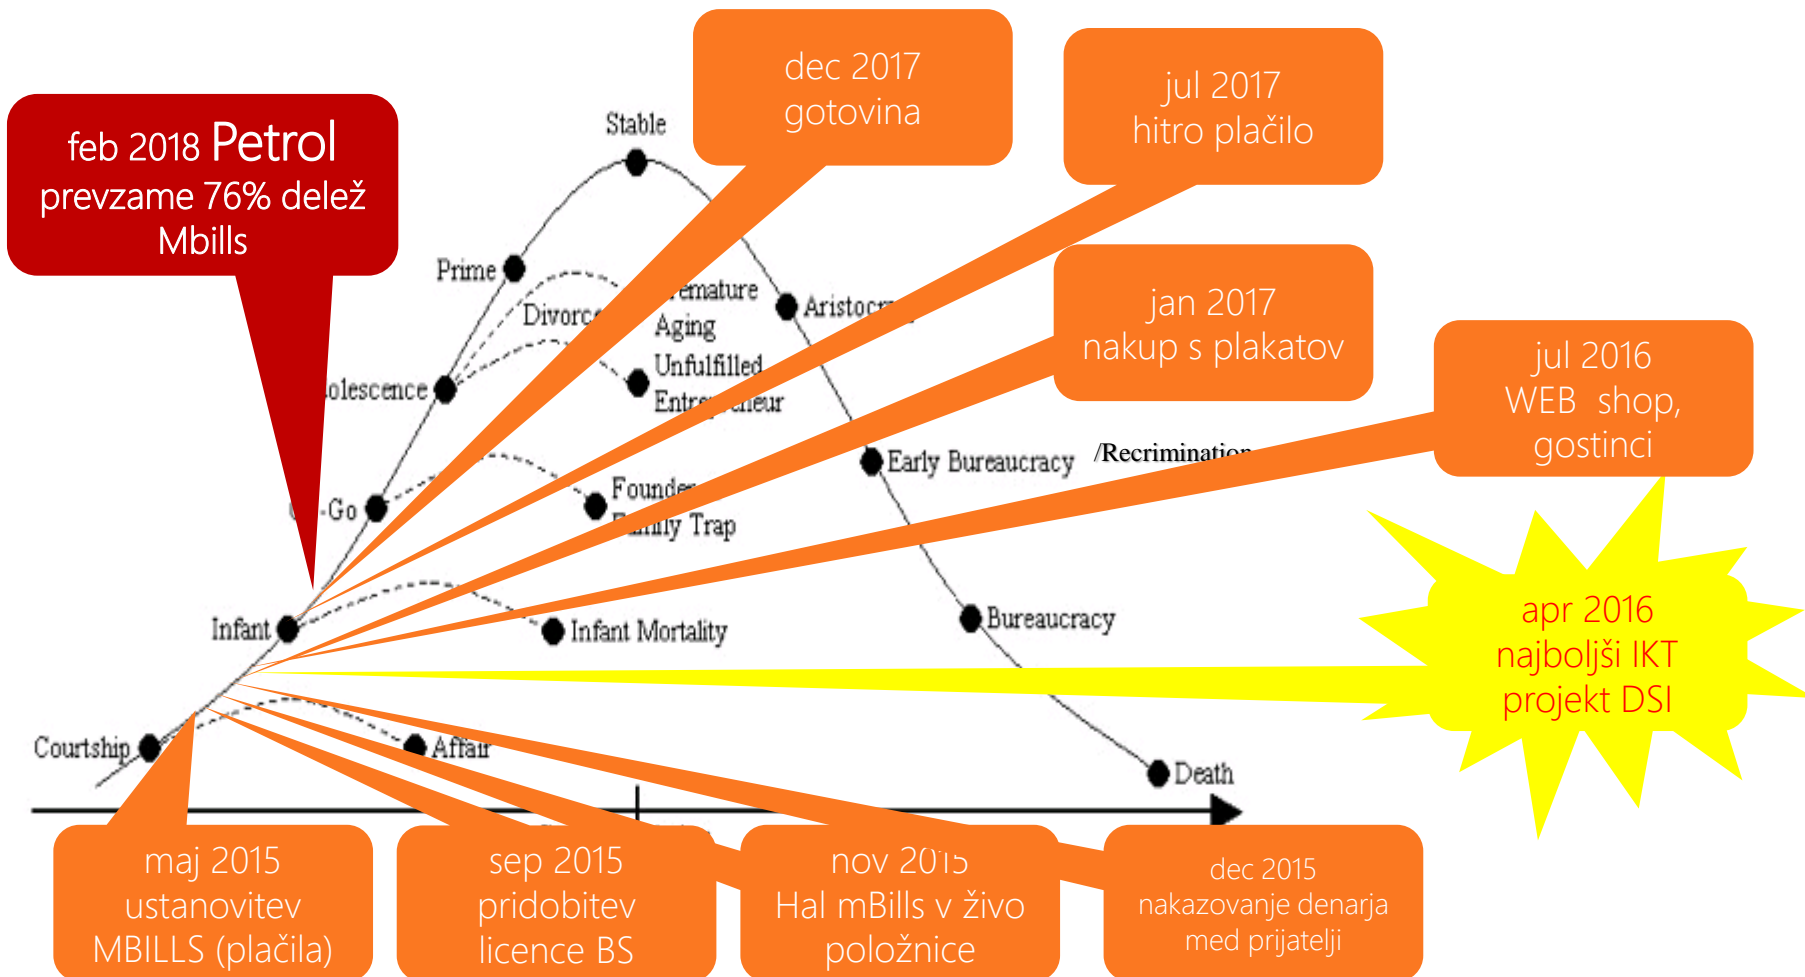 dec 2017
gotovina
jul 2017
hitro plačilo
feb 2018 Petrol
prevzame 76% delež
Mbills
Stable
Prime
jan 2017
nakup s plakatov
Aging
Unfulfilled
jul 2016
WEB shop,
gostinci
Early Bureaucracy
/Recrimination
-Go
Trap
apr 2016
najboljši IKT
projekt DSI
Infant
Infant Mortality
Bureaucracy
Courtship
Affair
Death
maj 2015
ustanovitev
MBILLS (plačila)
sep 2015
pridobitev
licence BS
nov 2015
Hal mBills v živo
položnice
dec 2015
nakazovanje denarja
med prijatelji